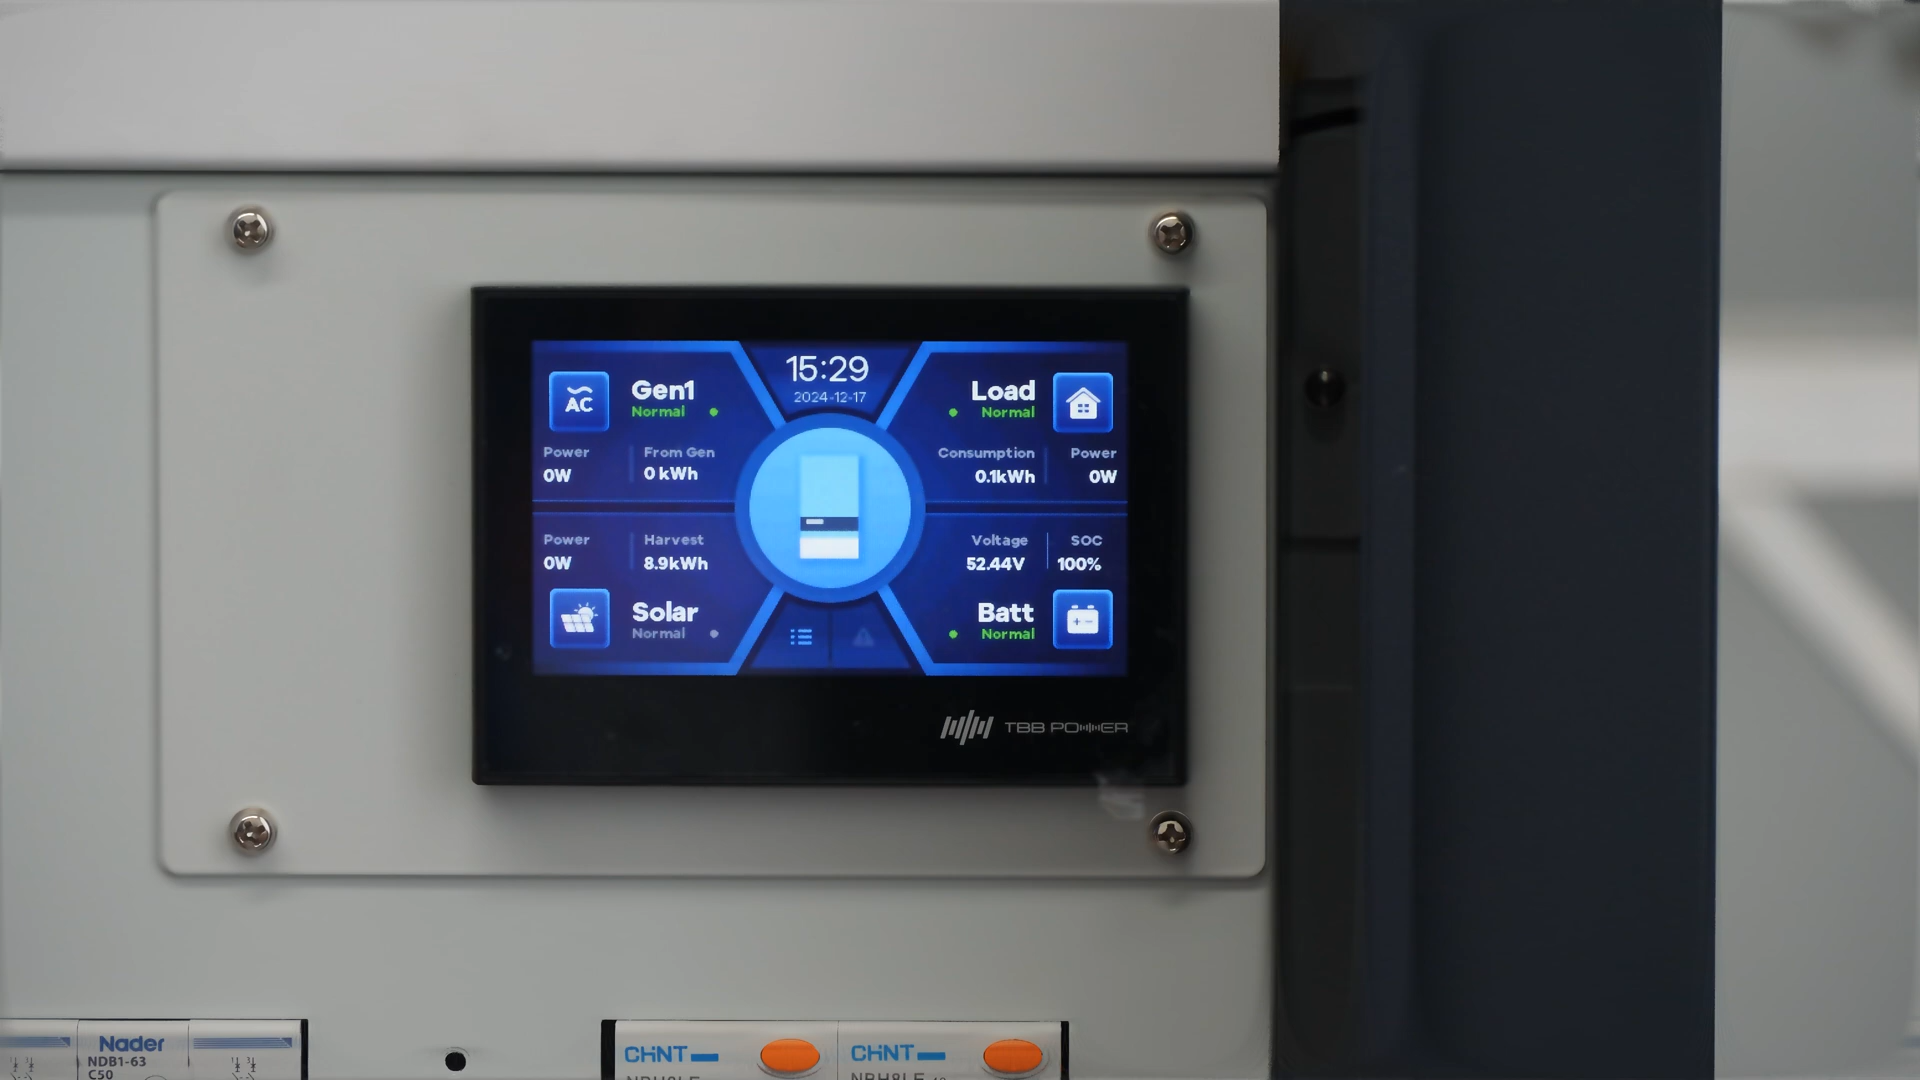 15:29
2024-12-17
AC
Gen1
Normal
Power
From Gen
0W
0 kWh
Load
Normal
Consumption
Power
0.1kWh
0W
Power
Harvest
0W
8.9kWh
Solar
Normal
Voltage
SOC
52.44V
100%
Batt
Normal
TBB POWER
Nader
NDB1-63
C50
CHNT
CHNT